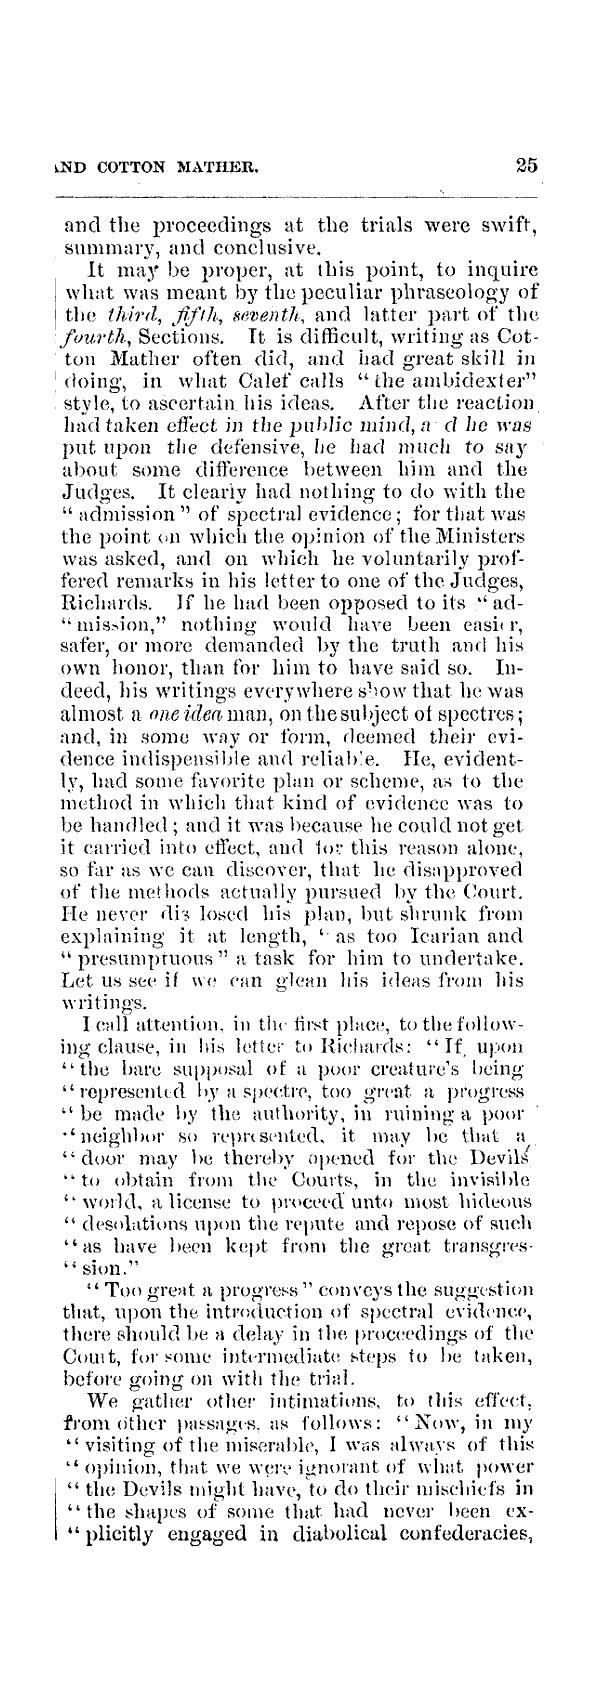 AND COTTON MATHER. 25
and the proceedings at the trials were swift,
summary, and conclusive.
It may be proper, at this point, to inquire
what was meant by the peculiar phraseology of
the third, fifth, seventh, and latter part of the
fourth, Sections. It is difficult, writing as Cot-
ton Mather often did, and had great skill in
doing, in what Calef calls “the ambidexter”
style, to ascertain his ideas. After the reaction
had taken effect in the public mind, a d he was
put upon the defensive, he had much to say
about some difference between him and the
Judges. It clearly had nothing to do with the
“admission” of spectral evidence; for that was
the point on which the opinion of the Ministers
was asked, and on which he voluntarily prof-
fered remarks in his letter to one of the Judges,
Richards. If he had been opposed to its “ad-
“mission,” nothing would have been easier,
safer, or more demanded by the truth and his
own honor, than for him to have said so. In-
deed, his writings everywhere show that he was
almost a one idea man, on the subject of spectres;
and, in some way or form, deemed their evi-
dence indispensible and reliable. He, evident-
ly, had some favorite plan or scheme, as to the
method in which that kind of evidence was to
be handled; and it was because he could not get
it carried into effect, and for this reason alone,
so far as we can discover, that he disapproved
of the methods actually pursued by the Court.
He never dis losed his plan, but shrunk from
explaining it at length, ‘ as too Icarian and
“presumptuous” a task for him to undertake.
Let us see if we can glean his ideas from his
writings.
I call attention, in the first place, to the follow-
ing clause, in his letter to Richards: “If, upon
“the bare supposal of a poor creature's being
“represented by a spectre, too great a progress
“be made by the authority, in ruining a poor
“neighbor so represented, it may be that a
“door may be thereby opened for the Devils
“to obtain from the Courts, in the invisible
“world, a license to proceed unto most hideous
“desolations upon the repute and repose of such
“as have been kept from the great transgres-
“sion.”
“Too great a progress” conveys the suggestion
that, upon the introduction of spectral evidence,
there should be a delay in the proceedings of the
Court, for some intermediate steps to be taken,
before going on with the trial.
We gather other intimations, to this effect,
from other passages, as follows: “Now, in my
“visiting of the miserable, I was always of this
“opinion, that we were ignorant of what power
“the Devils might have, to do their mischiefs in
“the shapes of some that had never been ex-
“plicitly engaged in diabolical confederacies,